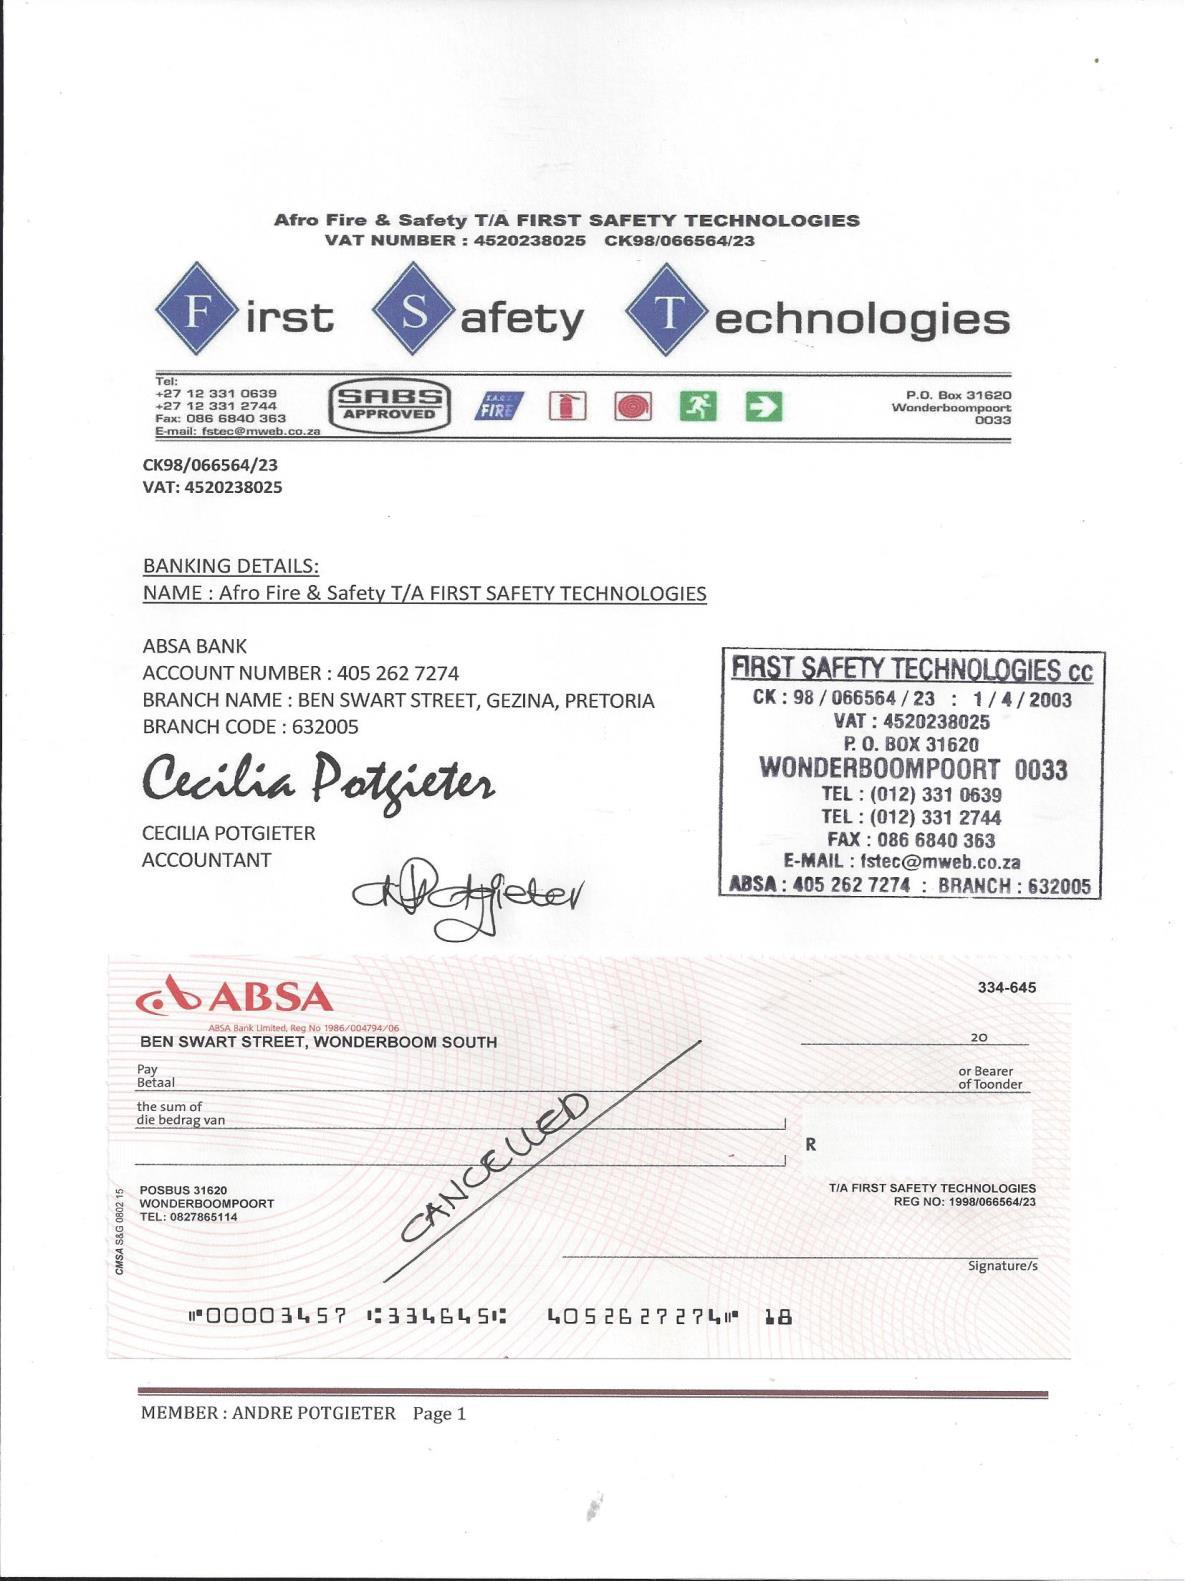 Afro Fire & Safety T/A FIRST SAFETY TECHNOLOGIES
VAT NUMBER : 4520238025 CK98/066564/23
First Safety Technologies
Tel:
+27 12 331 0639
+27 12 331 2744
Fax: 086 6840 363
E-mail: fstec@mweb.co.za
SABS
APPROVED
FIRE
P.O. Box 31620
Wonderboompoort
0033
CK98/066564/23
VAT: 4520238025
BANKING DETAILS:
NAME : Afro Fire & Safety T/A FIRST SAFETY TECHNOLOGIES
ABSA BANK
ACCOUNT NUMBER : 405 262 7274
BRANCH NAME : BEN SWART STREET, GEZINA, PRETORIA
BRANCH CODE : 632005
Cecilia Potgieter
CECILIA POTGIETER
ACCOUNTANT
FIRST SAFETY TECHNOLOGIES cc
CK : 98 / 066564 / 23 : 1 / 4 / 2003
VAT : 4520238025
P. O. BOX 31620
WONDERBOOMPOORT 0033
TEL : (012) 331 0639
TEL : (012) 331 2744
FAX : 086 6840 363
E-MAIL : fstec@mweb.co.za
ABSA : 405 262 7274 : BRANCH : 632005
ABSA
334-645
ABSA Bank Limited, Reg No 1986/004794/06
BEN SWART STREET, WONDERBOOM SOUTH
20
Pay
Betaal
or Bearer
of Toonder
the sum of
die bedrag van
R
CANCELLED
POSBUS 31620
WONDERBOOMPOORT
TEL: 0827865114
T/A FIRST SAFETY TECHNOLOGIES
REG NO: 1998/066564/23
CMSA S&G 0802 15
Signature/s
⑈00003457 ⑆334645⑆ 4052627274⑈ 18
MEMBER : ANDRE POTGIETER Page 1